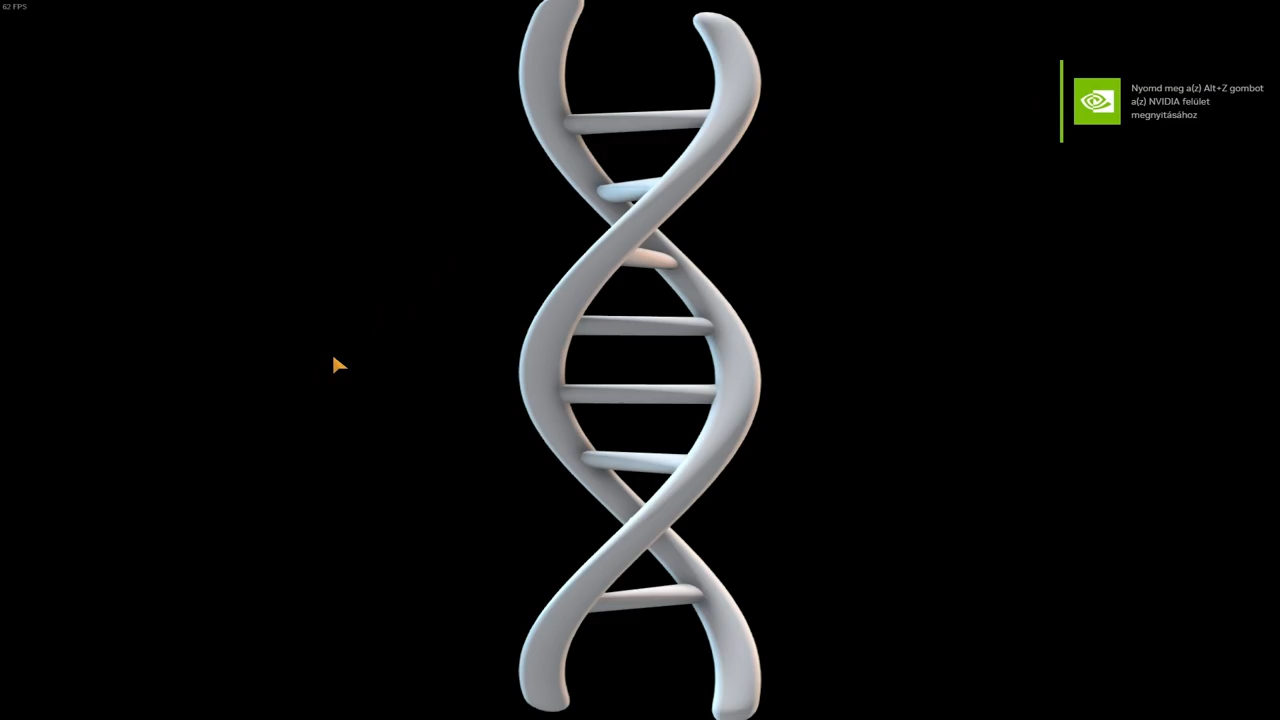 62 FPS
Nyomd meg a(z) Alt+Z gombot
a(z) NVIDIA felület
megnyitásához